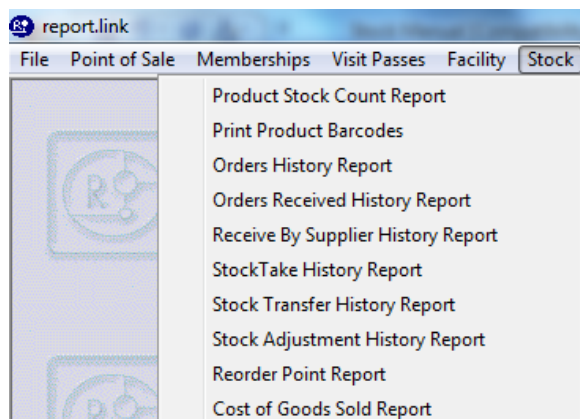 report.link
File Point of Sale Memberships Visit Passes Facility Stock
Product Stock Count Report
Print Product Barcodes
Orders History Report
Orders Received History Report
Receive By Supplier History Report
StockTake History Report
Stock Transfer History Report
Stock Adjustment History Report
Reorder Point Report
Cost of Goods Sold Report
R
R